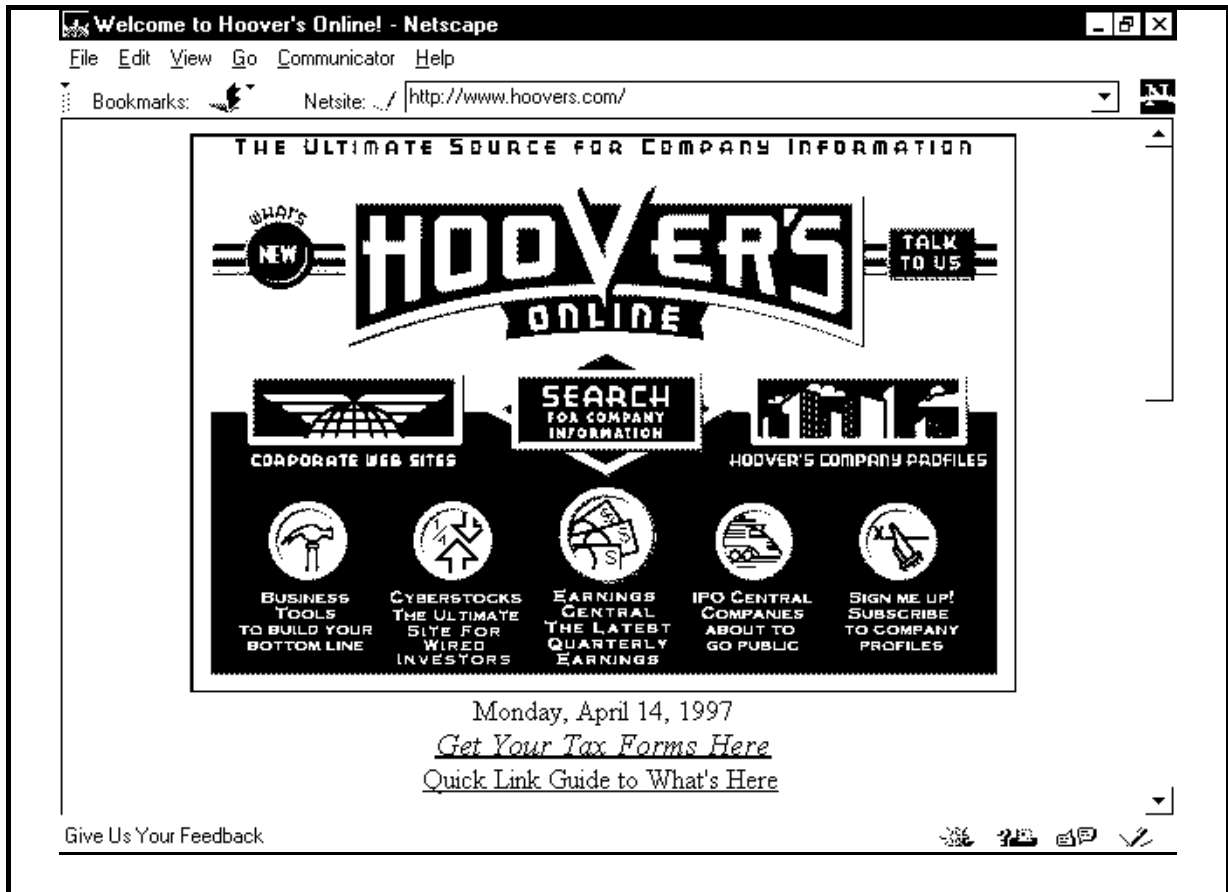 Welcome to Hoover's Online! - Netscape
File Edit View Go Communicator Help
Bookmarks: Netsite: http://www.hoovers.com/
N
THE ULTIMATE SOURCE FOR COMPANY INFORMATION
WHAT'S
NEW
HOOVER'S
ONLINE
TALK
TO US
SEARCH
FOR COMPANY
INFORMATION
CORPORATE WEB SITES
HOOVER'S COMPANY PROFILES
1/4
$ $ $
X
BUSINESS
TOOLS
TO BUILD YOUR
BOTTOM LINE
CYBERSTOCKS
THE ULTIMATE
SITE FOR
WIRED
INVESTORS
EARNINGS
CENTRAL
THE LATEST
QUARTERLY
EARNINGS
IPO CENTRAL
COMPANIES
ABOUT TO
GO PUBLIC
SIGN ME UP!
SUBSCRIBE
TO COMPANY
PROFILES
Monday, April 14, 1997
Get Your Tax Forms Here
Quick Link Guide to What's Here
Give Us Your Feedback